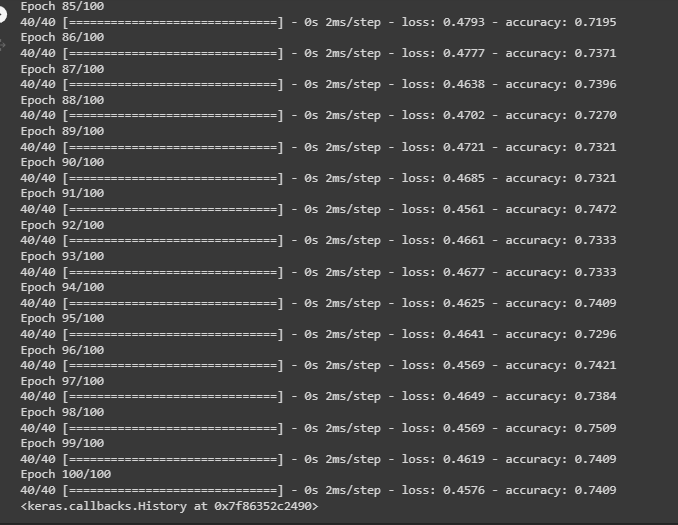 Epoch 85/100
40/40 [==============================] - 0s 2ms/step - loss: 0.4793 - accuracy: 0.7195
Epoch 86/100
40/40 [==============================] - 0s 2ms/step - loss: 0.4777 - accuracy: 0.7371
Epoch 87/100
40/40 [==============================] - 0s 2ms/step - loss: 0.4638 - accuracy: 0.7396
Epoch 88/100
40/40 [==============================] - 0s 2ms/step - loss: 0.4702 - accuracy: 0.7270
Epoch 89/100
40/40 [==============================] - 0s 2ms/step - loss: 0.4721 - accuracy: 0.7321
Epoch 90/100
40/40 [==============================] - 0s 2ms/step - loss: 0.4685 - accuracy: 0.7321
Epoch 91/100
40/40 [==============================] - 0s 2ms/step - loss: 0.4561 - accuracy: 0.7472
Epoch 92/100
40/40 [==============================] - 0s 2ms/step - loss: 0.4661 - accuracy: 0.7333
Epoch 93/100
40/40 [==============================] - 0s 2ms/step - loss: 0.4677 - accuracy: 0.7333
Epoch 94/100
40/40 [==============================] - 0s 2ms/step - loss: 0.4625 - accuracy: 0.7409
Epoch 95/100
40/40 [==============================] - 0s 2ms/step - loss: 0.4641 - accuracy: 0.7296
Epoch 96/100
40/40 [==============================] - 0s 2ms/step - loss: 0.4569 - accuracy: 0.7421
Epoch 97/100
40/40 [==============================] - 0s 2ms/step - loss: 0.4649 - accuracy: 0.7384
Epoch 98/100
40/40 [==============================] - 0s 2ms/step - loss: 0.4569 - accuracy: 0.7509
Epoch 99/100
40/40 [==============================] - 0s 2ms/step - loss: 0.4619 - accuracy: 0.7409
Epoch 100/100
40/40 [==============================] - 0s 2ms/step - loss: 0.4576 - accuracy: 0.7409
<keras.callbacks.History at 0x7f86352c2490>